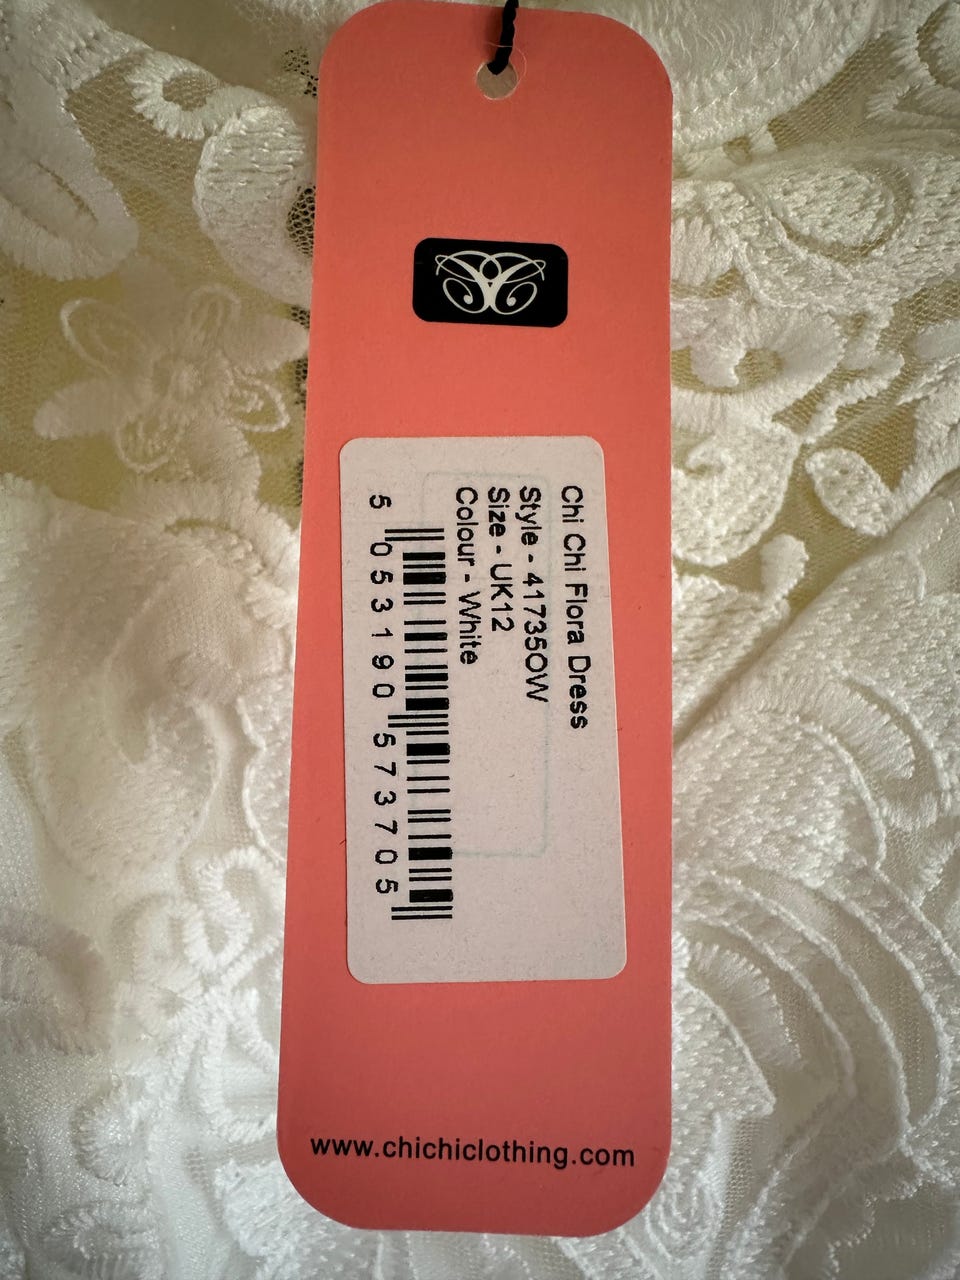 Chi Chi Flora Dress
Style - 41735OW
Size - UK12
Colour - White
5 053190 573705
www.chichiclothing.com